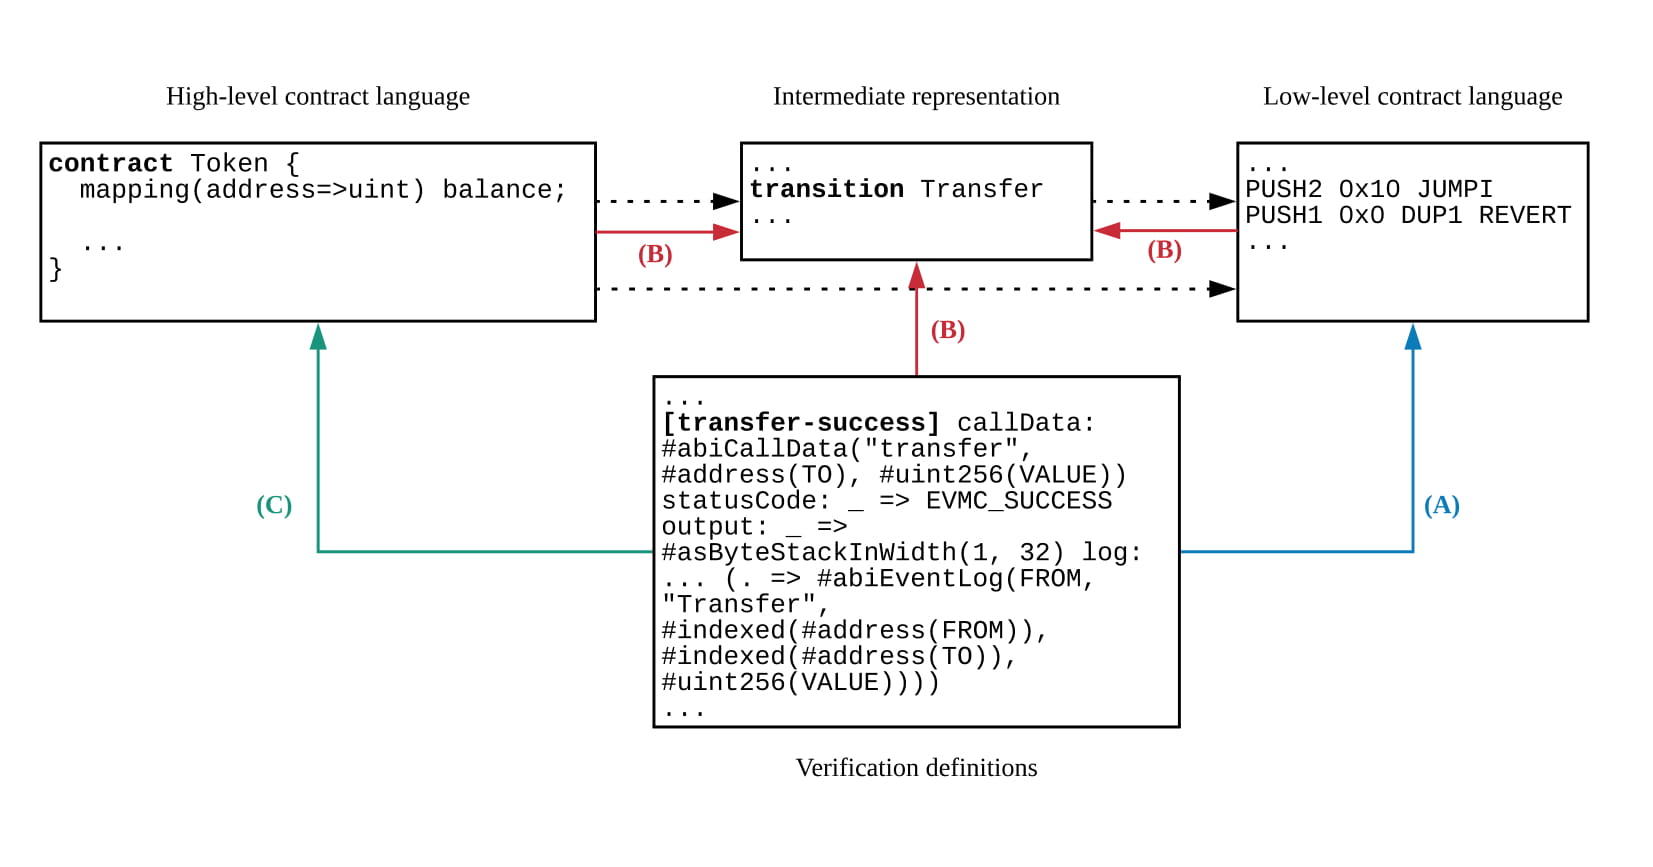 High-level contract language
Intermediate representation
Low-level contract language
contract Token {
mapping(address=>uint) balance;
...
}
...
transition Transfer
...
...
PUSH2 0x10 JUMPI
PUSH1 0x0 DUP1 REVERT
...
(B)
(B)
(B)
(C)
(A)
...
[transfer-success] callData:
#abiCallData("transfer",
#address(TO), #uint256(VALUE))
statusCode: _ => EVMC_SUCCESS
output: _ =>
#asByteStackInWidth(1, 32) log:
... (. => #abiEventLog(FROM,
"Transfer",
#indexed(#address(FROM)),
#indexed(#address(TO)),
#uint256(VALUE))))
...
Verification definitions